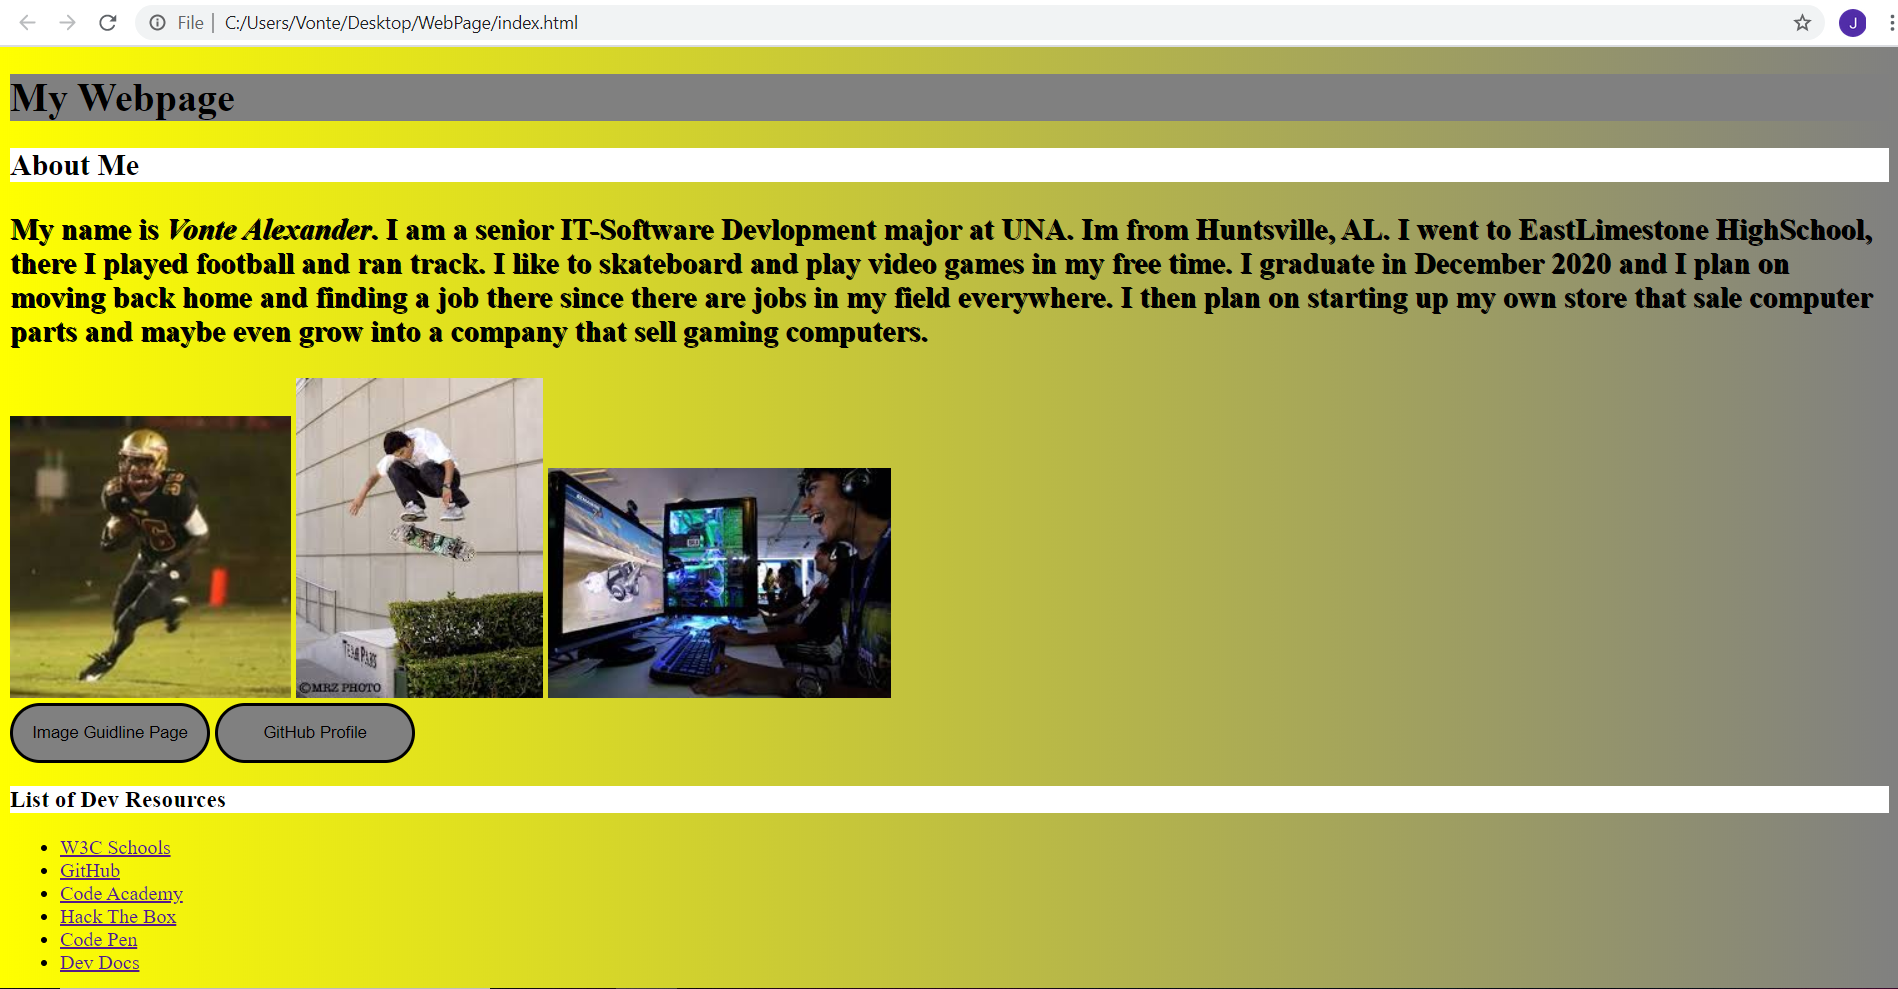 File | C:/Users/Vonte/Desktop/WebPage/index.html
J
My Webpage
About Me
My name is Vonte Alexander. I am a senior IT-Software Devlopment major at UNA. Im from Huntsville, AL. I went to EastLimestone HighSchool,
there I played football and ran track. I like to skateboard and play video games in my free time. I graduate in December 2020 and I plan on
moving back home and finding a job there since there are jobs in my field everywhere. I then plan on starting up my own store that sale computer
parts and maybe even grow into a company that sell gaming computers.
©MRZ PHOTO
Image Guidline Page
GitHub Profile
List of Dev Resources
W3C Schools
GitHub
Code Academy
Hack The Box
Code Pen
Dev Docs